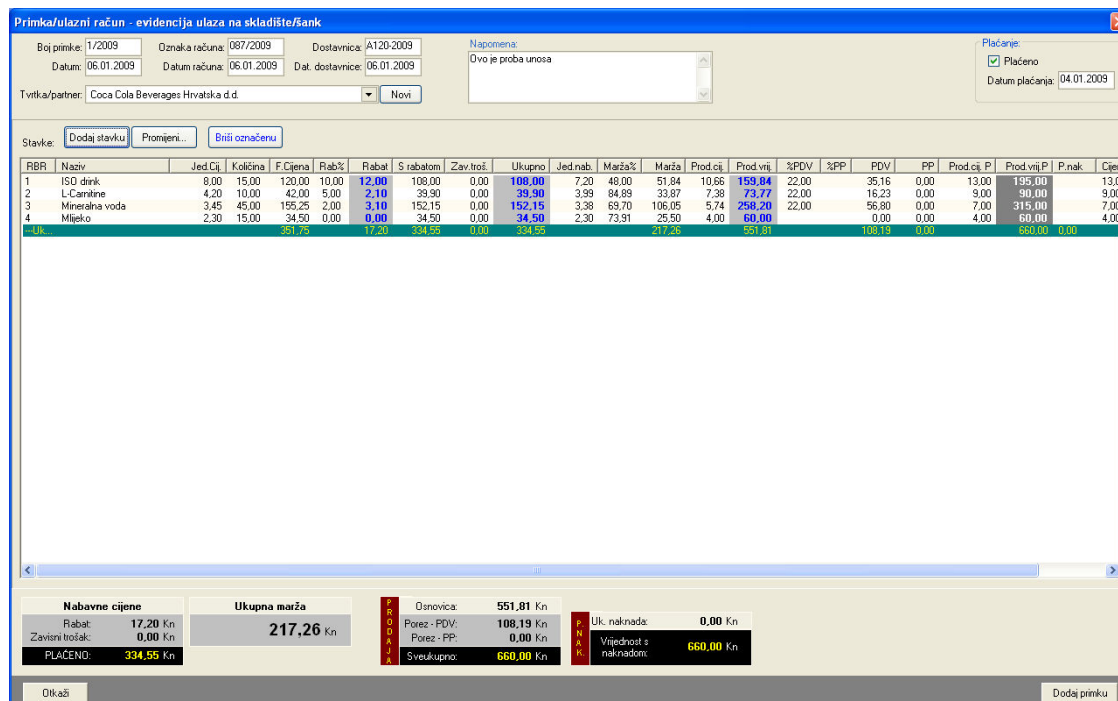 Primka/ulazni račun - evidencija ulaza na skladište/šank
Boj primke: 1/2009 Oznaka računa: 087/2009 Dostavnica: A120-2009
Datum: 06.01.2009 Datum računa: 06.01.2009 Dat. dostavnice: 06.01.2009
Tvrtka/partner: Coca Cola Beverages Hrvatska d.d. Novi
Napomena:
Ovo je proba unosa
Plaćanje:
Plaćeno
Datum plaćanja: 04.01.2009
Stavke: Dodaj stavku Promijeni... Briši označenu
RBR Naziv Jed.Cij. Količina F.Cijena Rab% Rabat S rabatom Zav.troš. Ukupno Jed.nab. Marža% Marža Prod.cij. Prod.vrij. %PDV %PP PDV PP Prod.cij. P Prod.vrij.P P.nak Cije
1 ISO drink 8,00 15,00 120,00 10,00 12,00 108,00 0,00 108,00 7,20 48,00 51,84 10,66 159,84 22,00 35,16 0,00 13,00 195,00 13,0
2 L-Carnitine 4,20 10,00 42,00 5,00 2,10 39,90 0,00 39,90 3,99 84,89 33,87 7,38 73,77 22,00 16,23 0,00 9,00 90,00 9,00
3 Mineralna voda 3,45 45,00 155,25 2,00 3,10 152,15 0,00 152,15 3,38 69,70 106,05 5,74 258,20 22,00 56,80 0,00 7,00 315,00 7,00
4 Mlijeko 2,30 15,00 34,50 0,00 0,00 34,50 0,00 34,50 2,30 73,91 25,50 4,00 60,00 0,00 0,00 4,00 60,00 4,00
---Uk... 351,75 17,20 334,55 0,00 334,55 217,26 551,81 108,19 0,00 660,00 0,00
Nabavne cijene
Rabat: 17,20 Kn
Zavisni trošak: 0,00 Kn
PLAĆENO: 334,55 Kn
Ukupna marža
217,26 Kn
PRODAJA
Osnovica: 551,81 Kn
Porez - PDV: 108,19 Kn
Porez - PP: 0,00 Kn
Sveukupno: 660,00 Kn
P. NAK.
Uk. naknada: 0,00 Kn
Vrijednost s naknadom: 660,00 Kn
Otkaži Dodaj primku